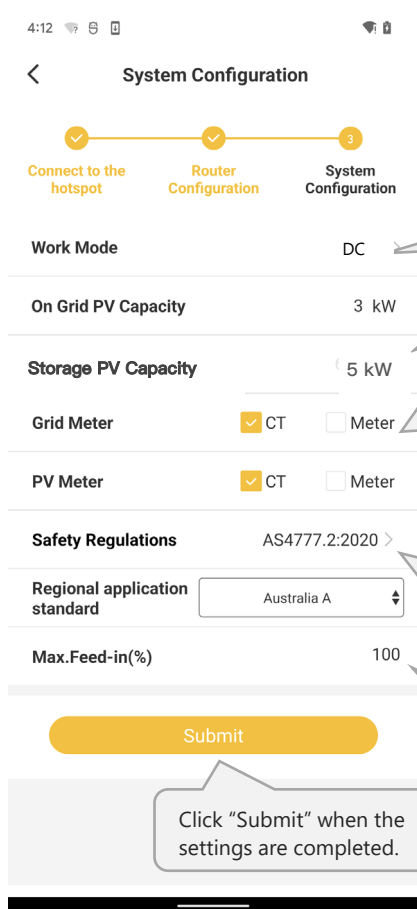 4:12
System Configuration
3
Connect to the
hotspot
Router
Configuration
System
Configuration
Work Mode DC
On Grid PV Capacity 3 kW
Storage PV Capacity 5 kW
Grid Meter CT Meter
PV Meter CT Meter
Safety Regulations AS4777.2:2020 >
Regional application
standard
Australia A
Max.Feed-in(%) 100
Submit
Click “Submit” when the
settings are completed.